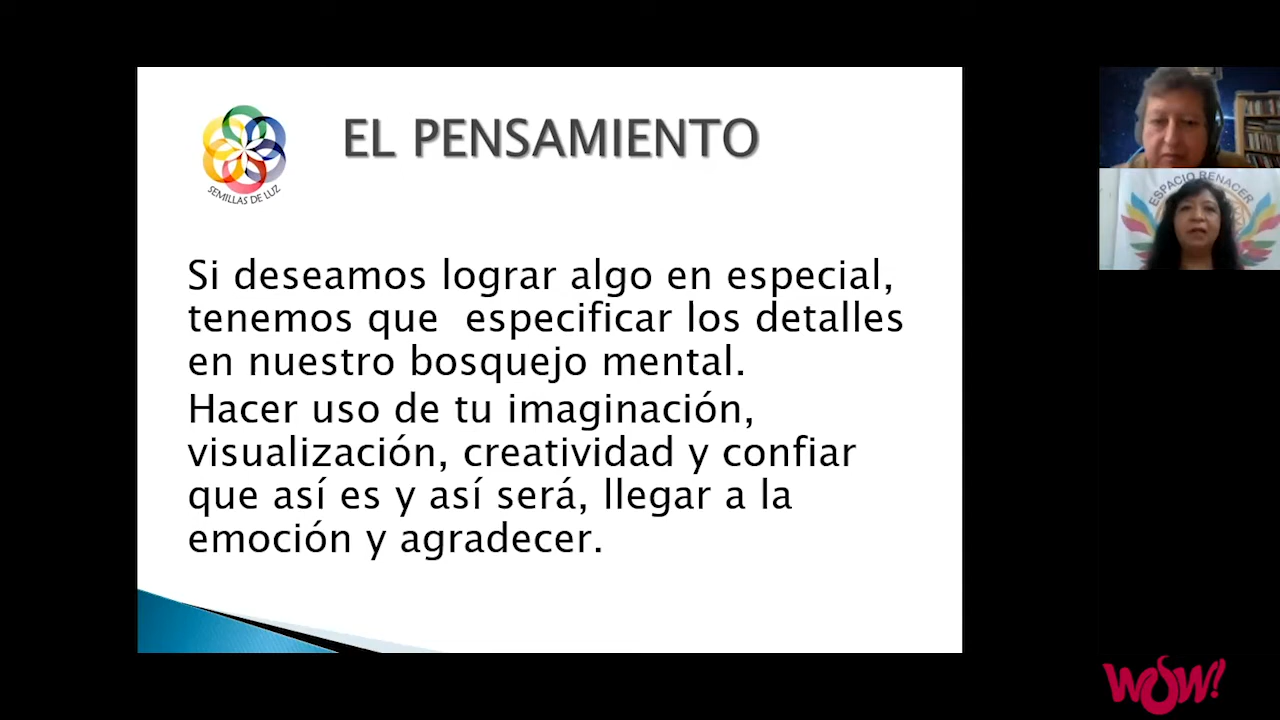 EL PENSAMIENTO
SEMILLAS DE LUZ
Si deseamos lograr algo en especial,
tenemos que  especificar los detalles
en nuestro bosquejo mental.
Hacer uso de tu imaginación,
visualización, creatividad y confiar
que así es y así será, llegar a la
emoción y agradecer.
ESPACIO RENACER
WOW!